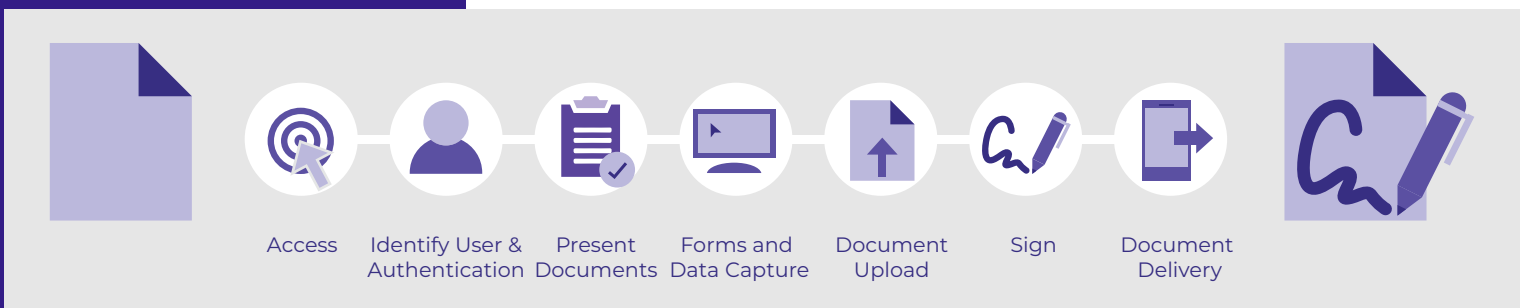 Access
Identify User &
Authentication
Present
Documents
Forms and
Data Capture
Document
Upload
Sign
Document
Delivery